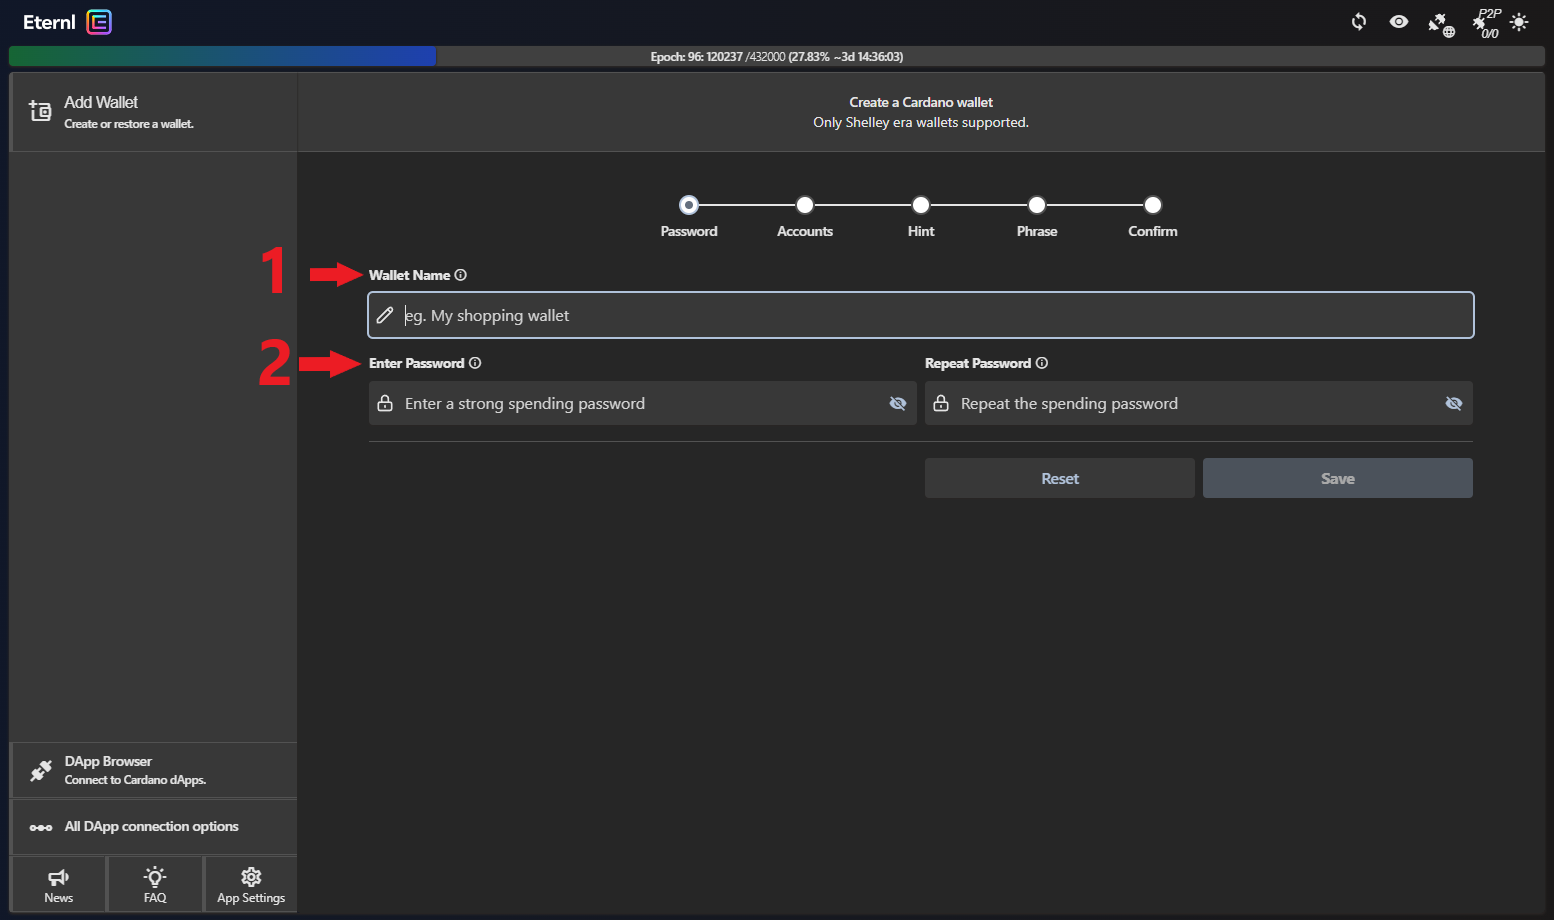 Eternl
P2P
0/0
Epoch: 96: 120237 /432000 (27.83% ~3d 14:36:03)
Add Wallet
Create or restore a wallet.
Create a Cardano wallet
Only Shelley era wallets supported.
Password
Accounts
Hint
Phrase
Confirm
1
Wallet Name
eg. My shopping wallet
2
Enter Password
Repeat Password
Enter a strong spending password
Repeat the spending password
Reset
Save
DApp Browser
Connect to Cardano dApps.
All DApp connection options
News
FAQ
App Settings